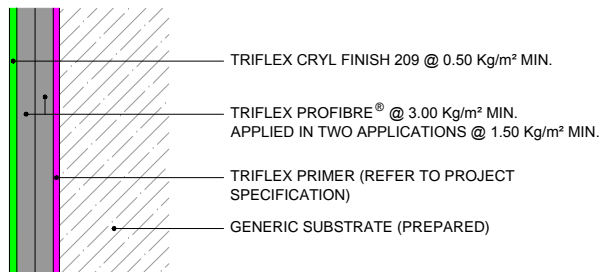 TRIFLEX CRYL FINISH 209 @ 0.50 Kg/m² MIN.
TRIFLEX PROFIBRE® @ 3.00 Kg/m² MIN.
APPLIED IN TWO APPLICATIONS @ 1.50 Kg/m² MIN.
TRIFLEX PRIMER (REFER TO PROJECT
SPECIFICATION)
GENERIC SUBSTRATE (PREPARED)